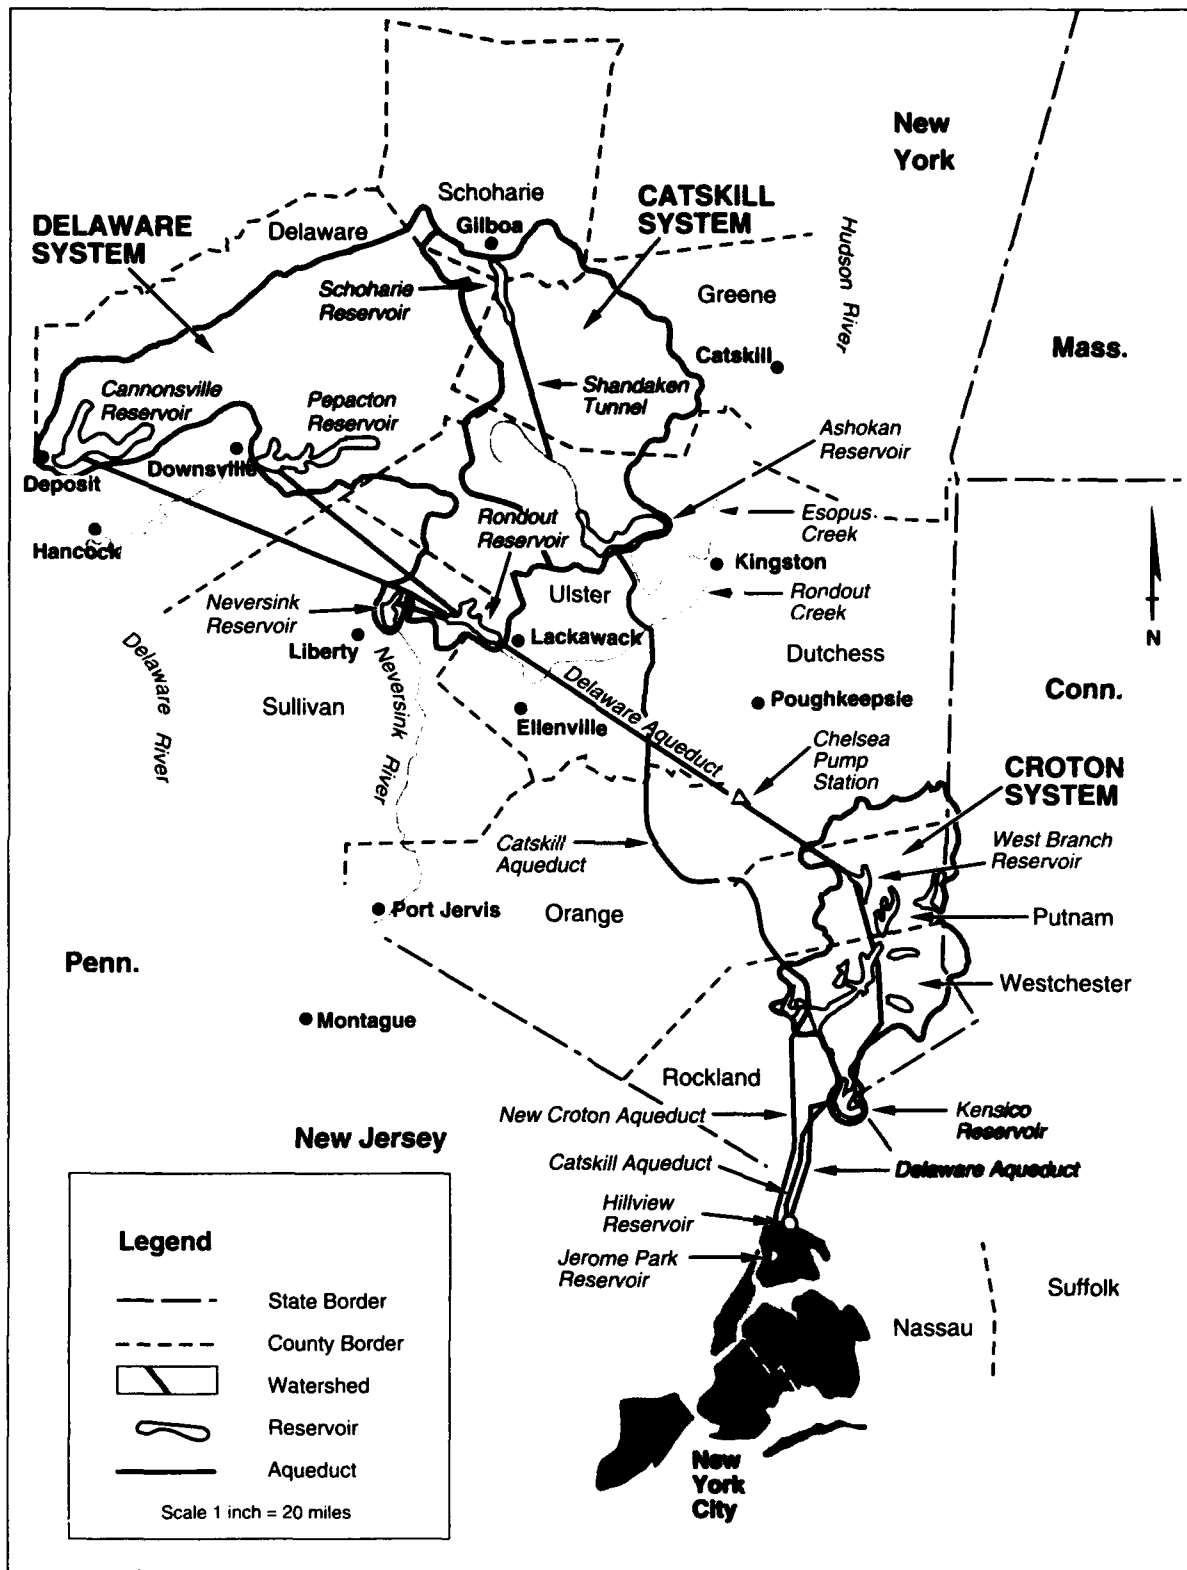 New
York
Schoharie
Gilboa
CATSKILL
SYSTEM
DELAWARE
SYSTEM
Delaware
Hudson River
Schoharie
Reservoir
Greene
Mass.
Catskill
Shandaken
Tunnel
Cannonsville
Reservoir
Pepacton
Reservoir
Ashokan
Reservoir
Downsville
Deposit
Rondout
Reservoir
Esopus
Creek
Hancock
Kingston
Ulster
Rondout
Creek
Neversink
Reservoir
Liberty
Lackawack
Dutchess
N
Delaware River
Neversink River
Sullivan
Delaware Aqueduct
Conn.
Poughkeepsie
Ellenville
Chelsea
Pump
Station
CROTON
SYSTEM
Catskill
Aqueduct
West Branch
Reservoir
Port Jervis
Orange
Putnam
Penn.
Westchester
Montague
Rockland
New Croton Aqueduct
Kensico
Reservoir
New Jersey
Catskill Aqueduct
Delaware Aqueduct
Hillview
Reservoir
Jerome Park
Reservoir
Suffolk
Nassau
New
York
City
Legend
State Border
County Border
Watershed
Reservoir
Aqueduct
Scale 1 inch = 20 miles